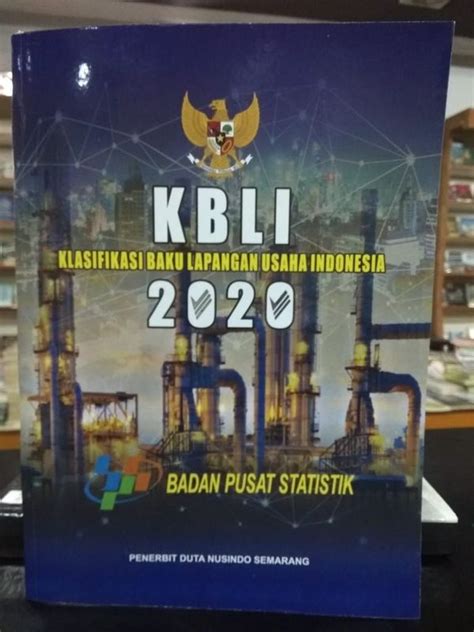 KBLI
KLASIFIKASI BAKU LAPANGAN USAHA INDONESIA
2020
BADAN PUSAT STATISTIK
PENERBIT DUTA NUSINDO SEMARANG